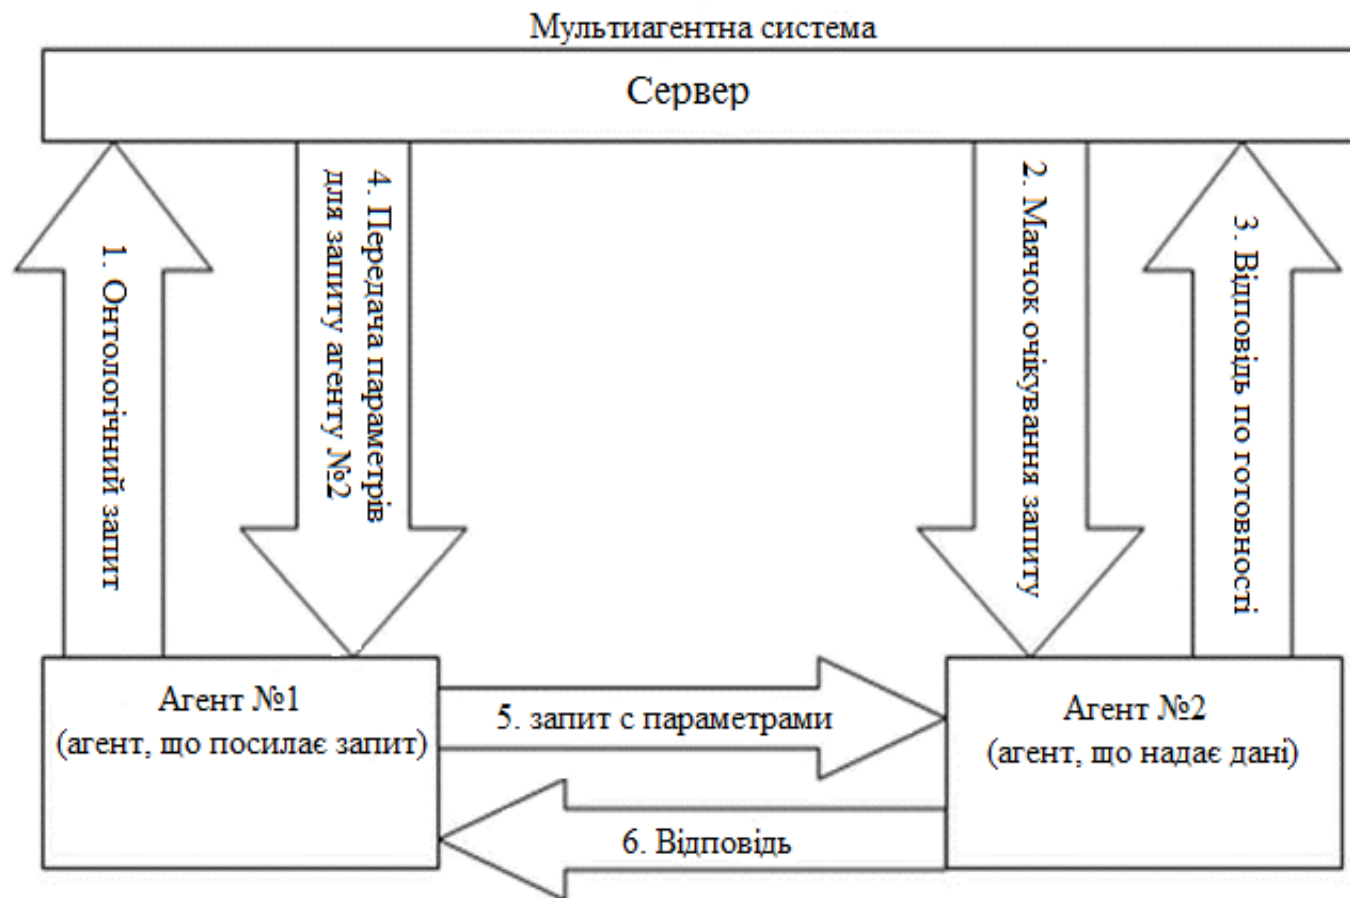 Мультиагентна система
Сервер
1. Онтологічний запит
4. Передача параметрів
для запиту агенту №2
2. Маячок очікування запиту
3. Відповідь по готовності
Агент №1
(агент, що посилає запит)
5. запит с параметрами
Агент №2
(агент, що надає дані)
6. Відповідь